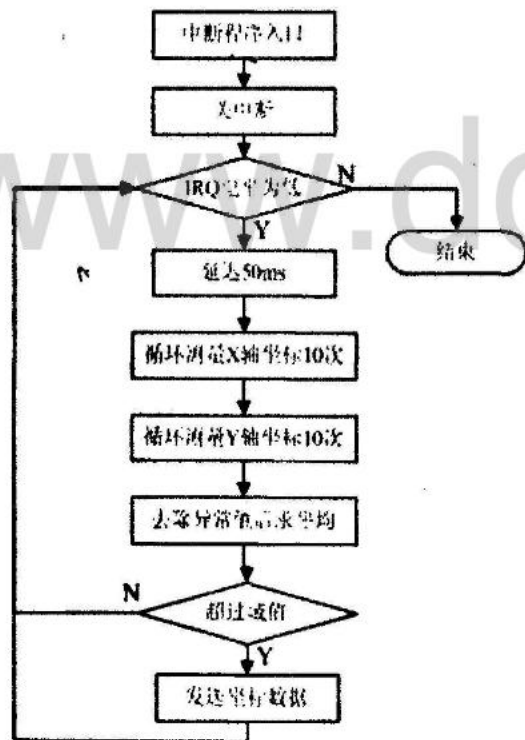 中断程序入口
关中断
IRQ电平为低
N
Y
结束
延迟50ms
循环测量X轴坐标10次
循环测量Y轴坐标10次
去除异常值后求平均
N
超过域值
Y
发送坐标数据
www.do